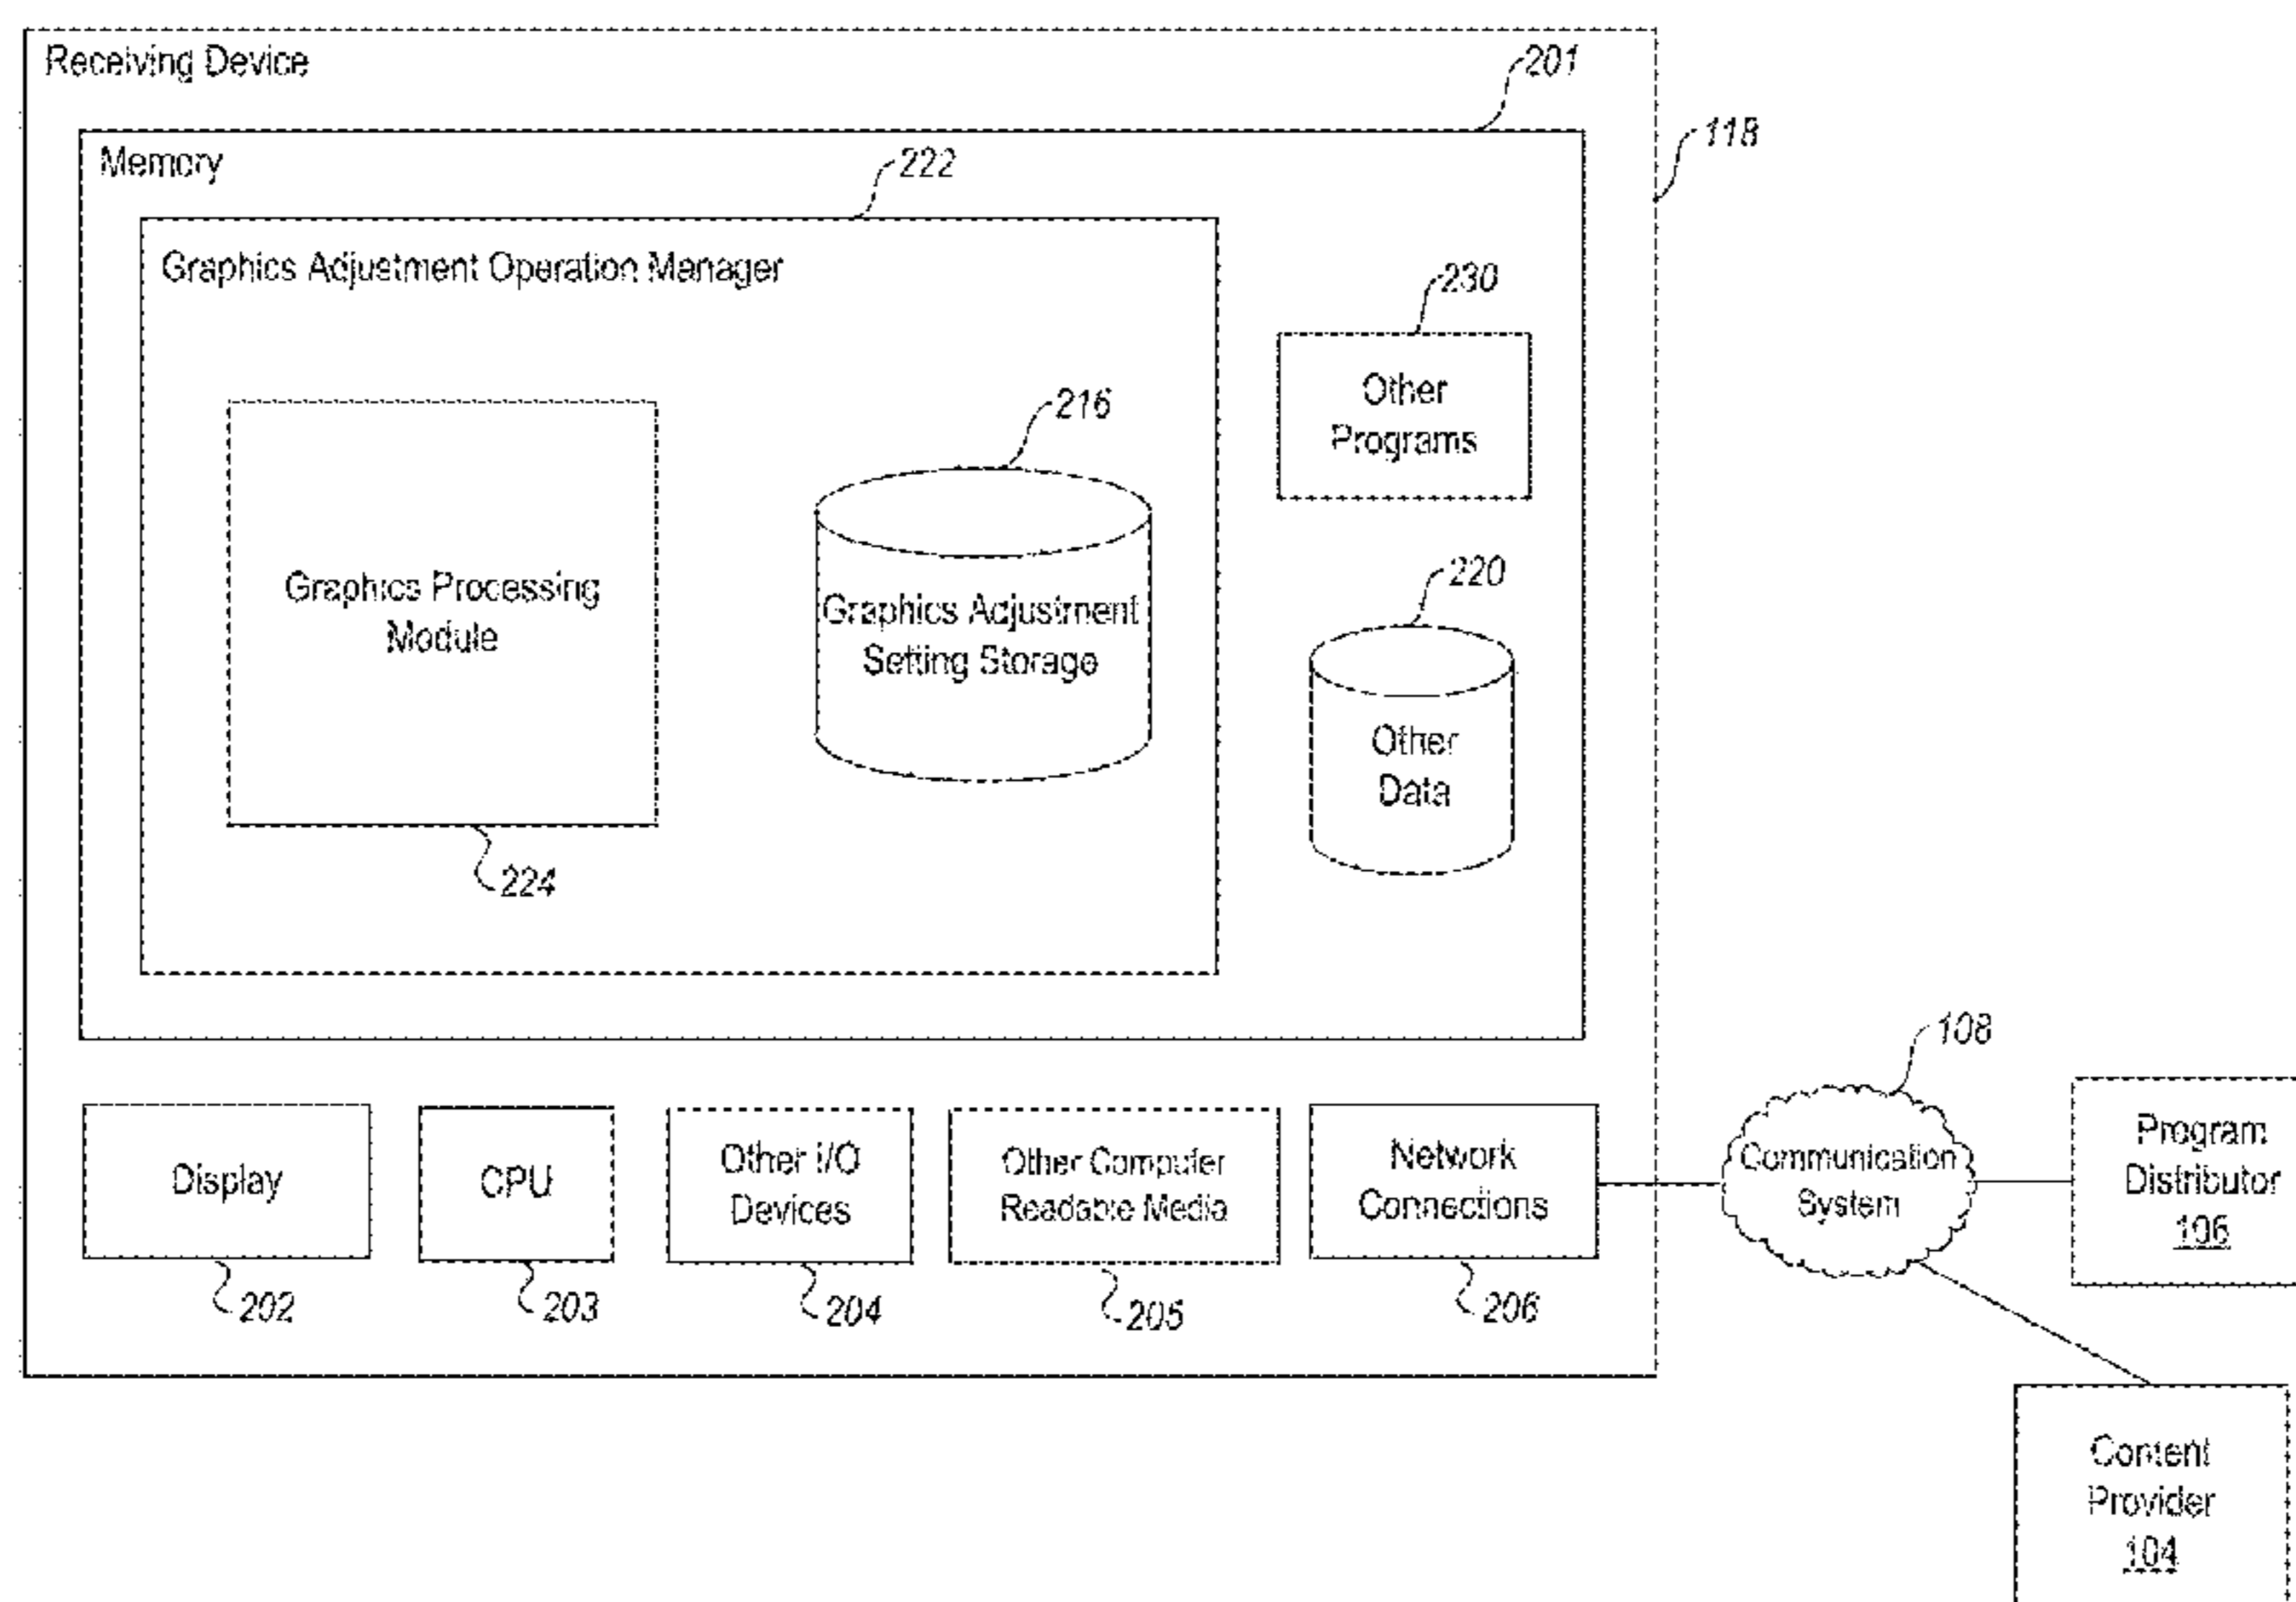 Receiving Device
201
118
Memory
222
Graphics Adjustment Operation Manager
230
Other
Programs
216
Graphics Processing
Module
Graphics Adjustment
Setting Storage
220
Other
Data
224
108
Display
CPU
Other I/O
Devices
Other Computer
Readable Media
Network
Connections
Communication
System
Program
Distributor
106
202
203
204
205
206
Content
Provider
104